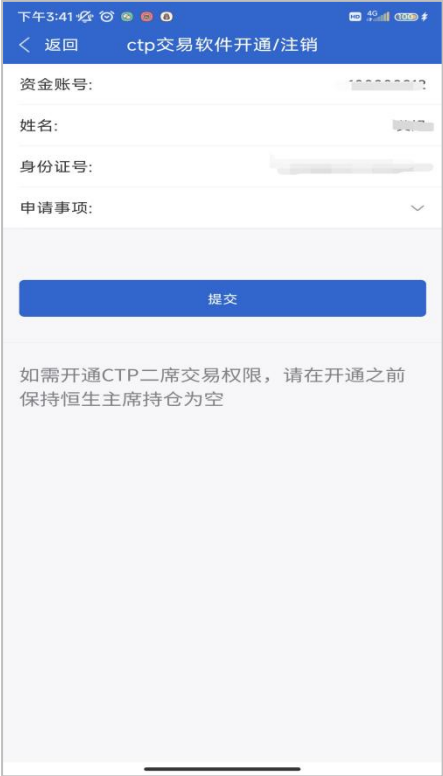 下午3:41
HD 4G 100
返回 ctp交易软件开通/注销
资金账号:
姓名:
身份证号:
申请事项:
提交
如需开通CTP二席交易权限，请在开通之前
保持恒生主席持仓为空